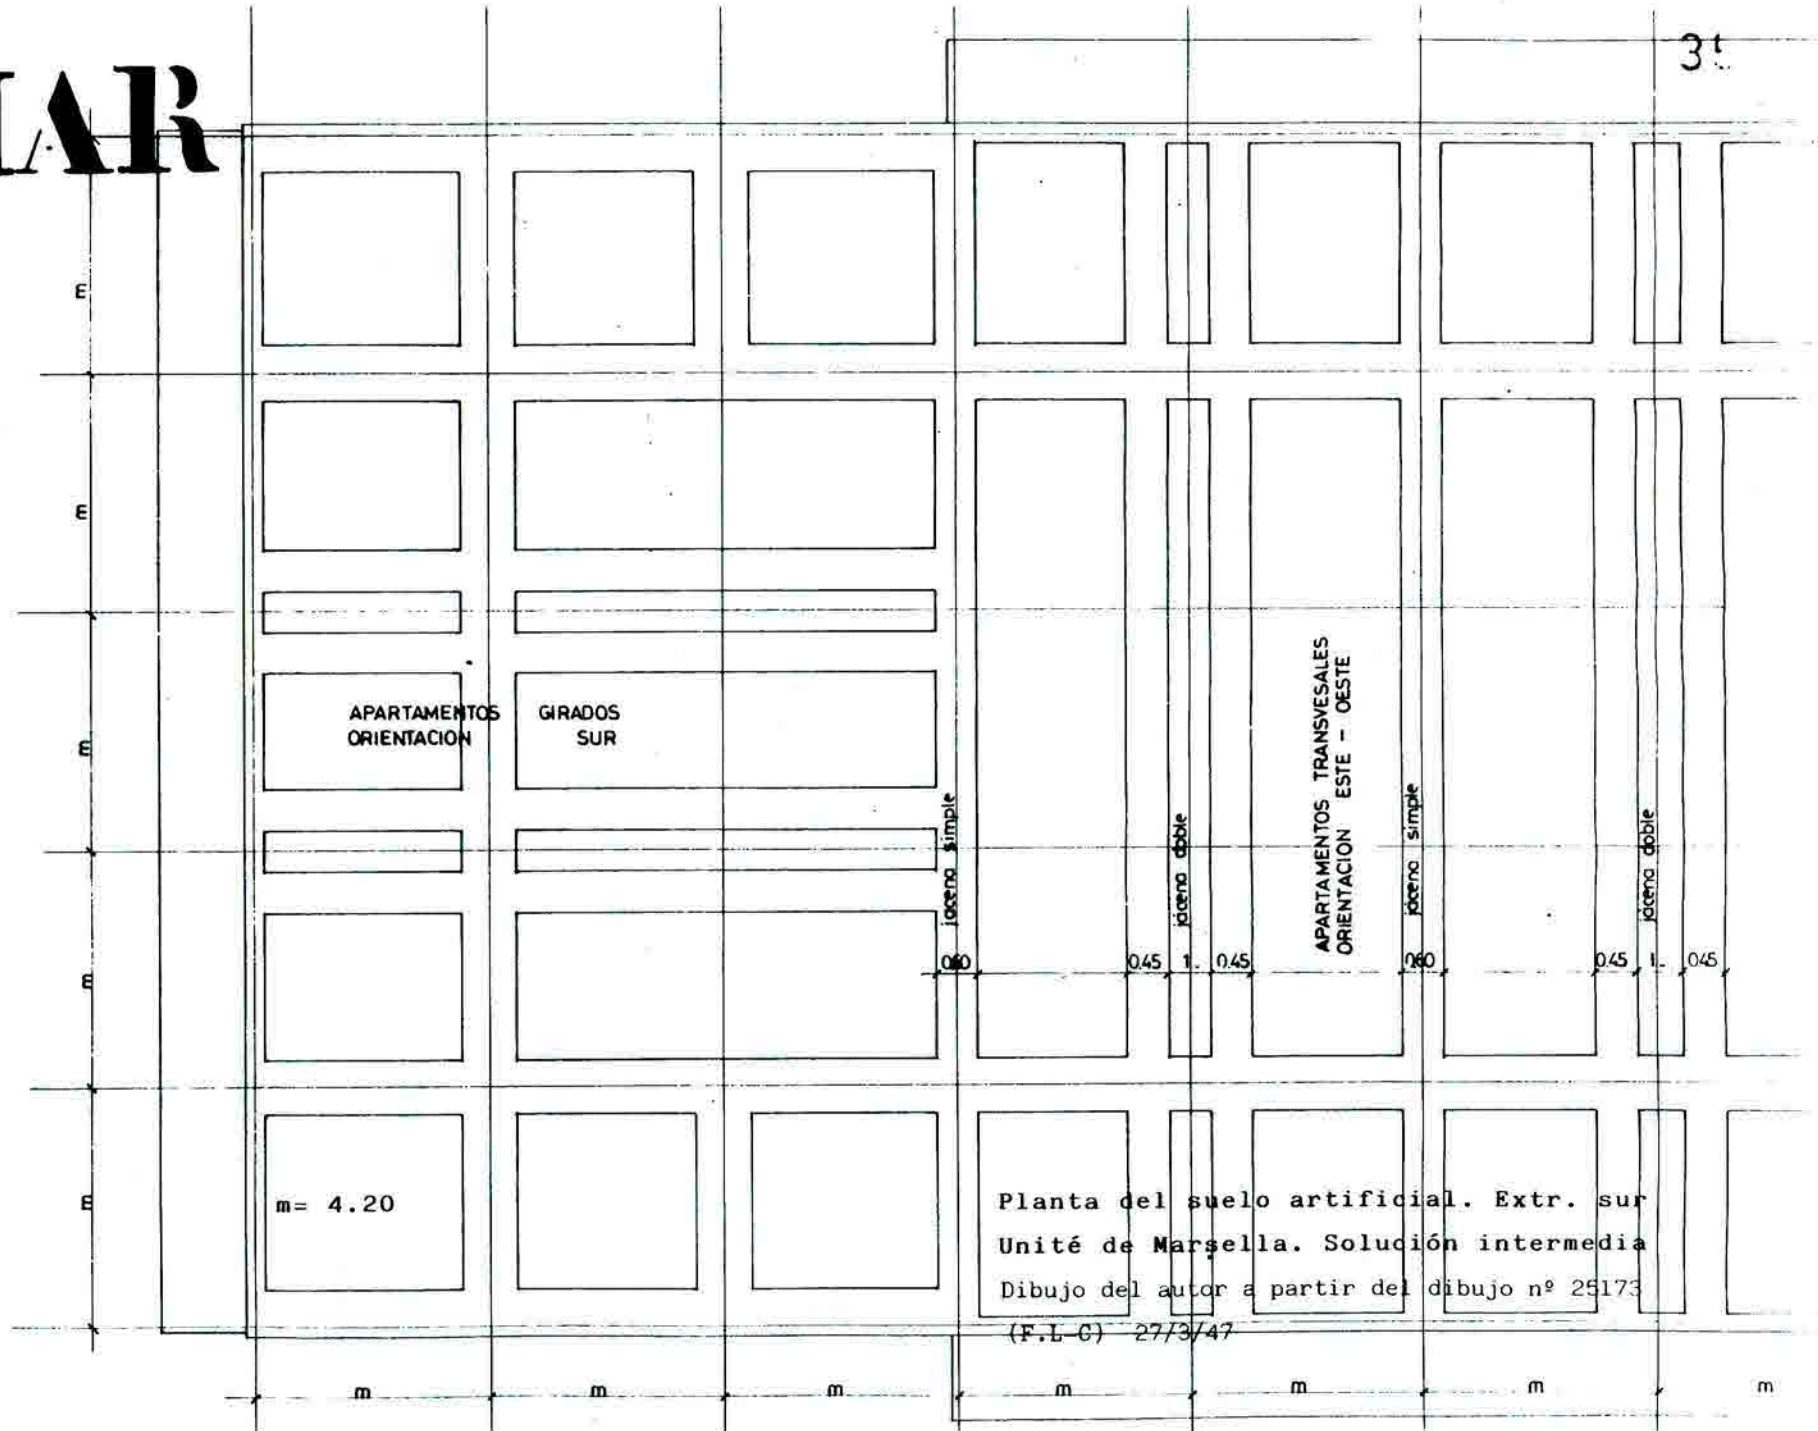 3t
m
m
m
m
m
APARTAMENTOS GIRADOS
ORIENTACION SUR
jacena simple
jacena doble
APARTAMENTOS TRANSVESALES
ORIENTACION ESTE - OESTE
jacena simple
jacena doble
0.60 0.45 1. 0.45 0.60 0.45 1. 0.45
m= 4.20
Planta del suelo artificial. Extr. sur
Unité de Marsella. Solución intermedia
Dibujo del autor a partir del dibujo nº 25173
(F.L-C) 27/3/47
m m m m m m m